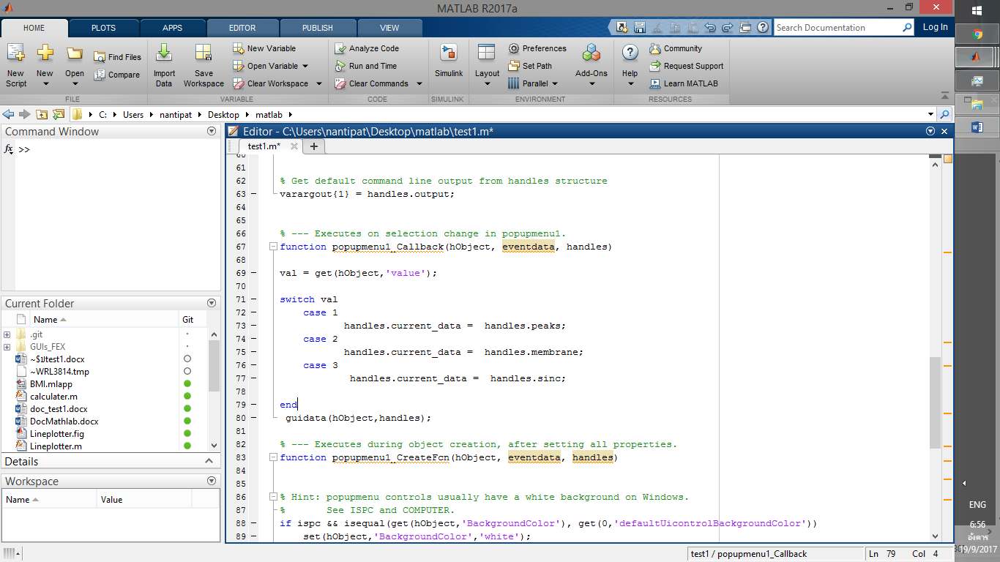 MATLAB R2017a
HOME PLOTS APPS EDITOR PUBLISH VIEW Search Documentation Log In
New Script New Open Find Files Compare Import Data Save Workspace New Variable Open Variable Clear Workspace Analyze Code Run and Time Clear Commands Simulink Layout Preferences Set Path Parallel Add-Ons Help Community Request Support Learn MATLAB
FILE VARIABLE CODE SIMULINK ENVIRONMENT RESOURCES
C: Users nantipat Desktop matlab
Command Window
fx >>
Current Folder
Name Git
.git
GUIs_FEX
~$บtest1.docx
~WRL3814.tmp
BMI.mlapp
calculater.m
doc_test1.docx
DocMathlab.docx
Lineplotter.fig
Lineplotter.m
Details
Workspace
Name Value
Editor - C:\Users\nantipat\Desktop\matlab\test1.m*
test1.m*
60
61
62 % Get default command line output from handles structure
63 varargout{1} = handles.output;
64
65
66 % --- Executes on selection change in popupmenu1.
67 function popupmenu1_Callback(hObject, eventdata, handles)
68
69 val = get(hObject,'value');
70
71 switch val
72 case 1
73 handles.current_data = handles.peaks;
74 case 2
75 handles.current_data = handles.membrane;
76 case 3
77 handles.current_data = handles.sinc;
78
79 end
80 guidata(hObject,handles);
81
82 % --- Executes during object creation, after setting all properties.
83 function popupmenu1_CreateFcn(hObject, eventdata, handles)
84
85
86 % Hint: popupmenu controls usually have a white background on Windows.
87 % See ISPC and COMPUTER.
88 if ispc && isequal(get(hObject,'BackgroundColor'), get(0,'defaultUicontrolBackgroundColor'))
89 set(hObject,'BackgroundColor','white');
test1 / popupmenu1_Callback Ln 79 Col 4
ENG
6:56
อังคาร
19/9/2017